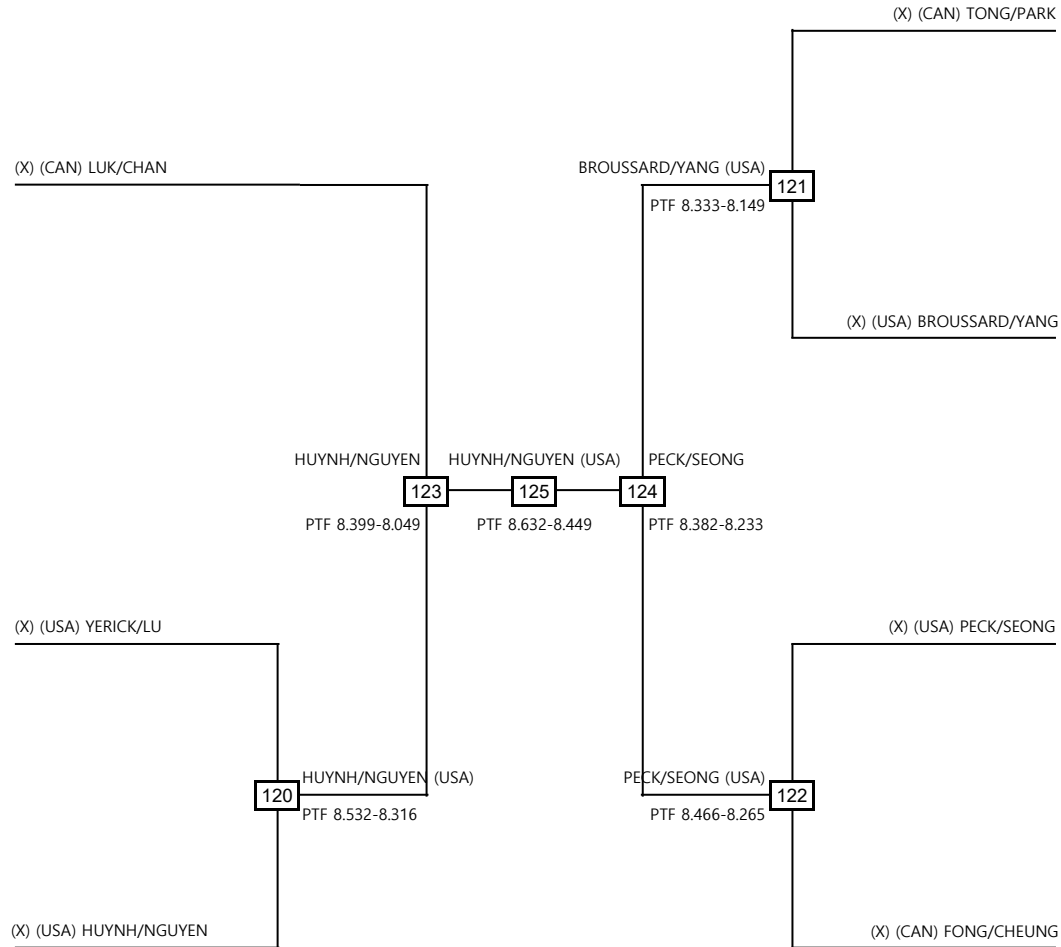 (X) (CAN) TONG/PARK
(X) (CAN) LUK/CHAN
BROUSSARD/YANG (USA)
121
PTF 8.333-8.149
(X) (USA) BROUSSARD/YANG
HUYNH/NGUYEN
HUYNH/NGUYEN (USA)
PECK/SEONG
123
125
124
PTF 8.399-8.049
PTF 8.632-8.449
PTF 8.382-8.233
(X) (USA) YERICK/LU
(X) (USA) PECK/SEONG
HUYNH/NGUYEN (USA)
PECK/SEONG (USA)
120
122
PTF 8.532-8.316
PTF 8.466-8.265
(X) (USA) HUYNH/NGUYEN
(X) (CAN) FONG/CHEUNG